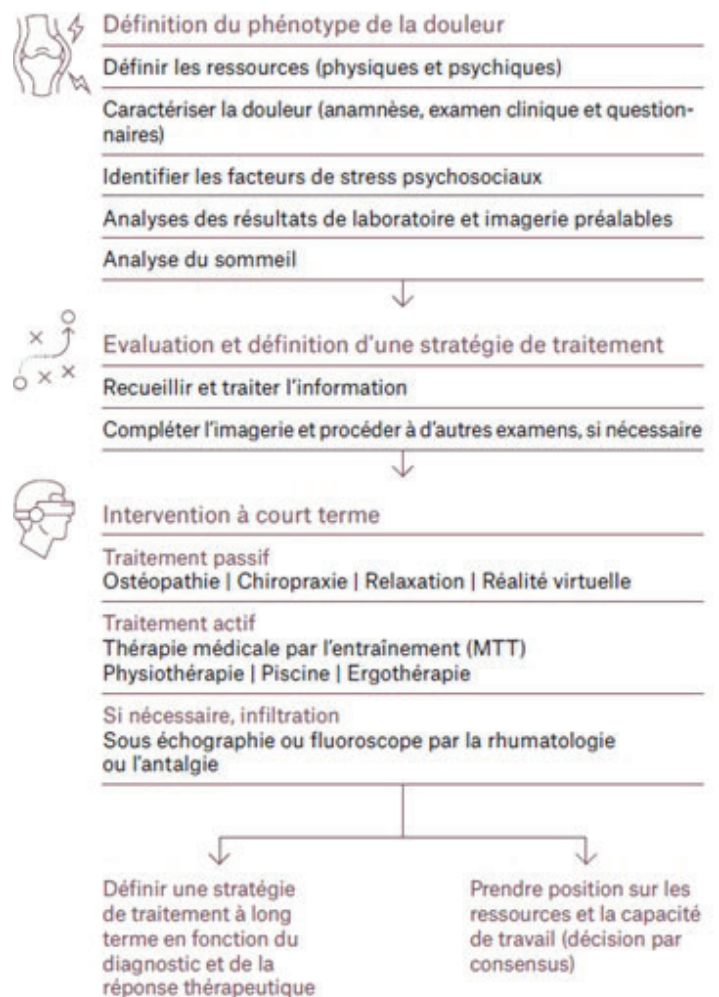 Définition du phénotype de la douleur
Définir les ressources (physiques et psychiques)
Caractériser la douleur (anamnèse, examen clinique et question-
naires)
Identifier les facteurs de stress psychosociaux
Analyses des résultats de laboratoire et imagerie préalables
Analyse du sommeil
Evaluation et définition d'une stratégie de traitement
Recueillir et traiter l'information
Compléter l'imagerie et procéder à d'autres examens, si nécessaire
Intervention à court terme
Traitement passif
Ostéopathie | Chiropraxie | Relaxation | Réalité virtuelle
Traitement actif
Thérapie médicale par l'entraînement (MTT)
Physiothérapie | Piscine | Ergothérapie
Si nécessaire, infiltration
Sous échographie ou fluoroscope par la rhumatologie
ou l'antalgie
Définir une stratégie
de traitement à long
terme en fonction du
diagnostic et de la
réponse thérapeutique
Prendre position sur les
ressources et la capacité
de travail (décision par
consensus)